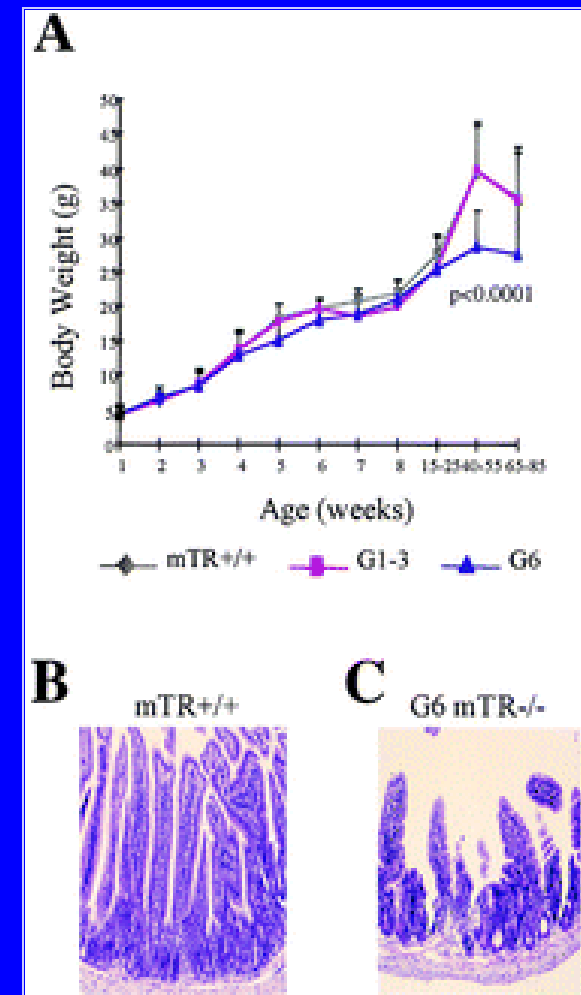 A
50
45
40
35
30
25
20
15
10
5
0
Body Weight (g)
p<0.0001
1 2 3 4 5 6 7 8 15-25 40-55 65-85
Age (weeks)
mTR+/+ G1-3 G6
B C
mTR+/+ G6 mTR-/-